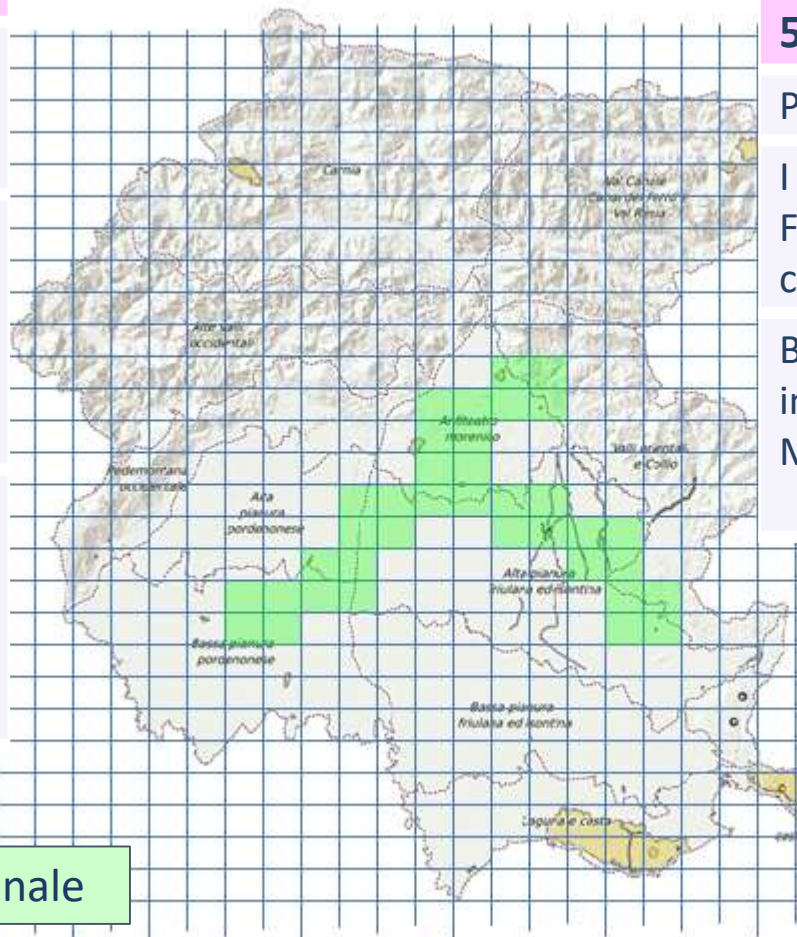 5
P
I
F
c
B
in
N
Carnia
Val Canale
Canal del Ferro
Val Resia
Alte valli
occidentali
Anfiteatro
morenico
Valli orientali
e Collio
Pedemontana
occidentale
Alta
pianura
pordenonese
Alta pianura
friulana ed isontina
Bassa pianura
pordenonese
Bassa pianura
friulana ed isontina
Laguna e costa
nale